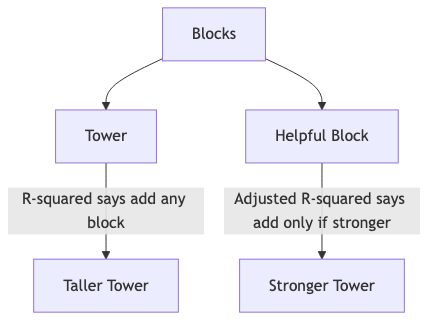 Blocks
Tower
Helpful Block
R-squared says add any
block
Adjusted R-squared says
add only if stronger
Taller Tower
Stronger Tower